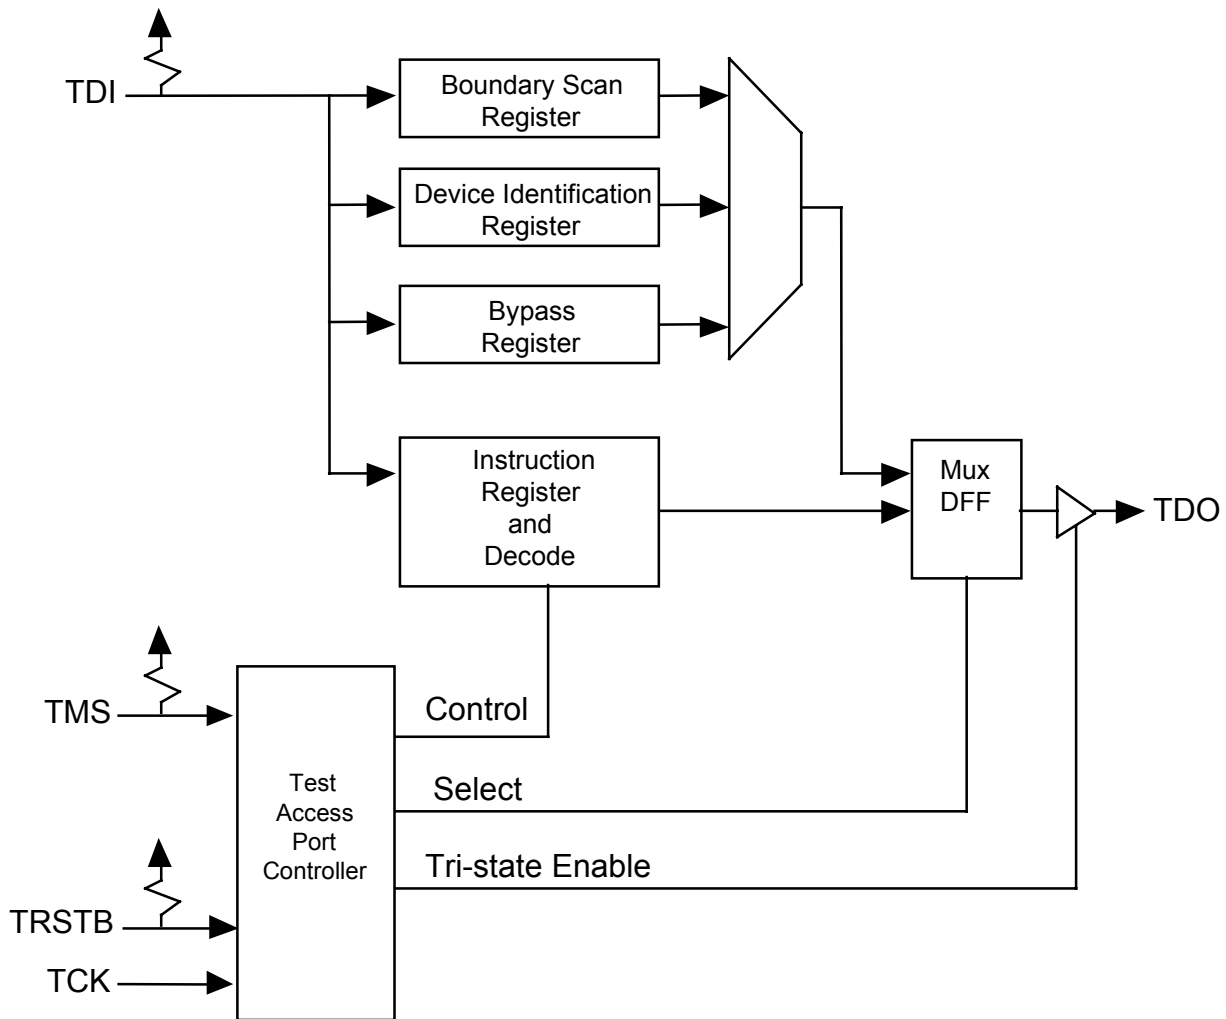 TDI
Boundary Scan
Register
Device Identification
Register
Bypass
Register
Instruction
Register
and
Decode
Mux
DFF
TDO
TMS
Test
Access
Port
Controller
Control
Select
Tri-state Enable
TRSTB
TCK